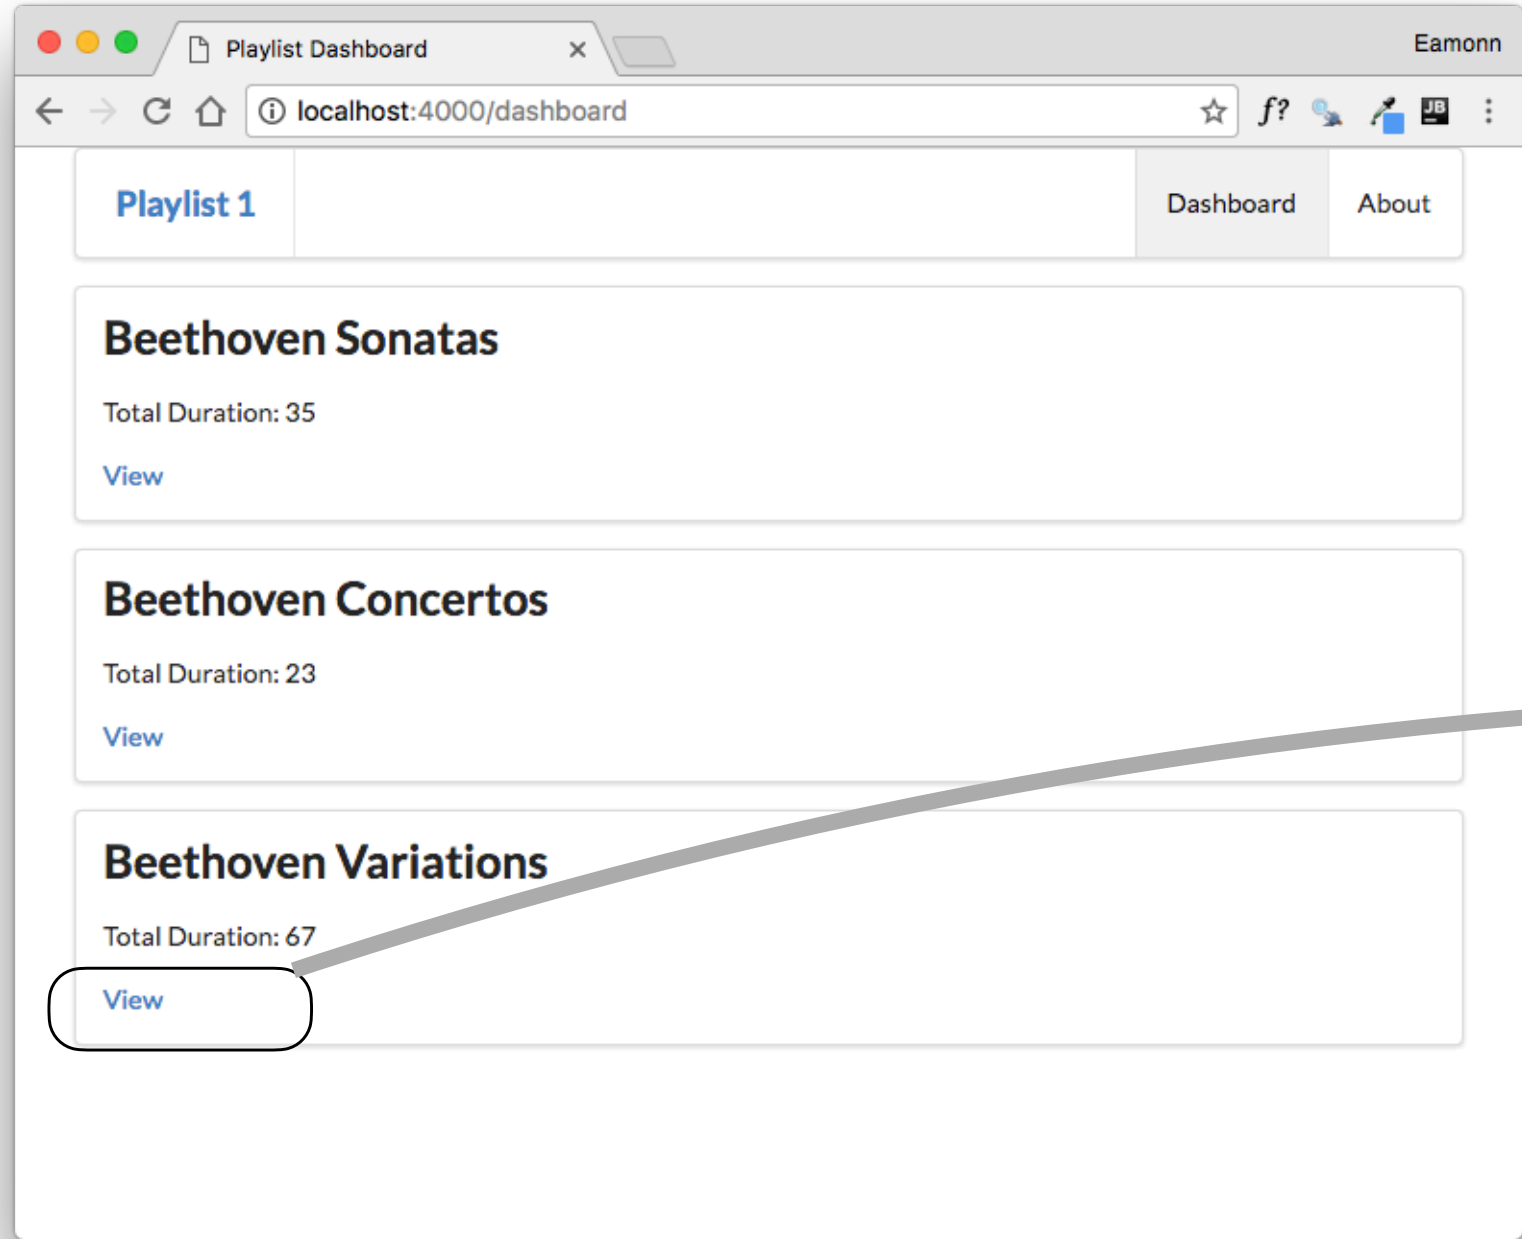 Playlist Dashboard
Eamonn
localhost:4000/dashboard
f?
JB
Playlist 1
Dashboard
About
Beethoven Sonatas
Total Duration: 35
View
Beethoven Concertos
Total Duration: 23
View
Beethoven Variations
Total Duration: 67
View